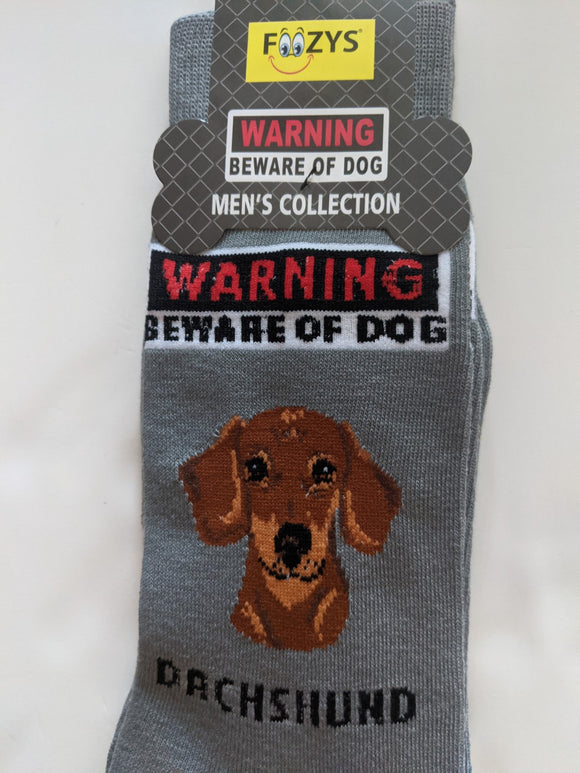 FOOZYS®
WARNING
BEWARE OF DOG
MEN'S COLLECTION
WARNING
BEWARE OF DOG
DACHSHUND